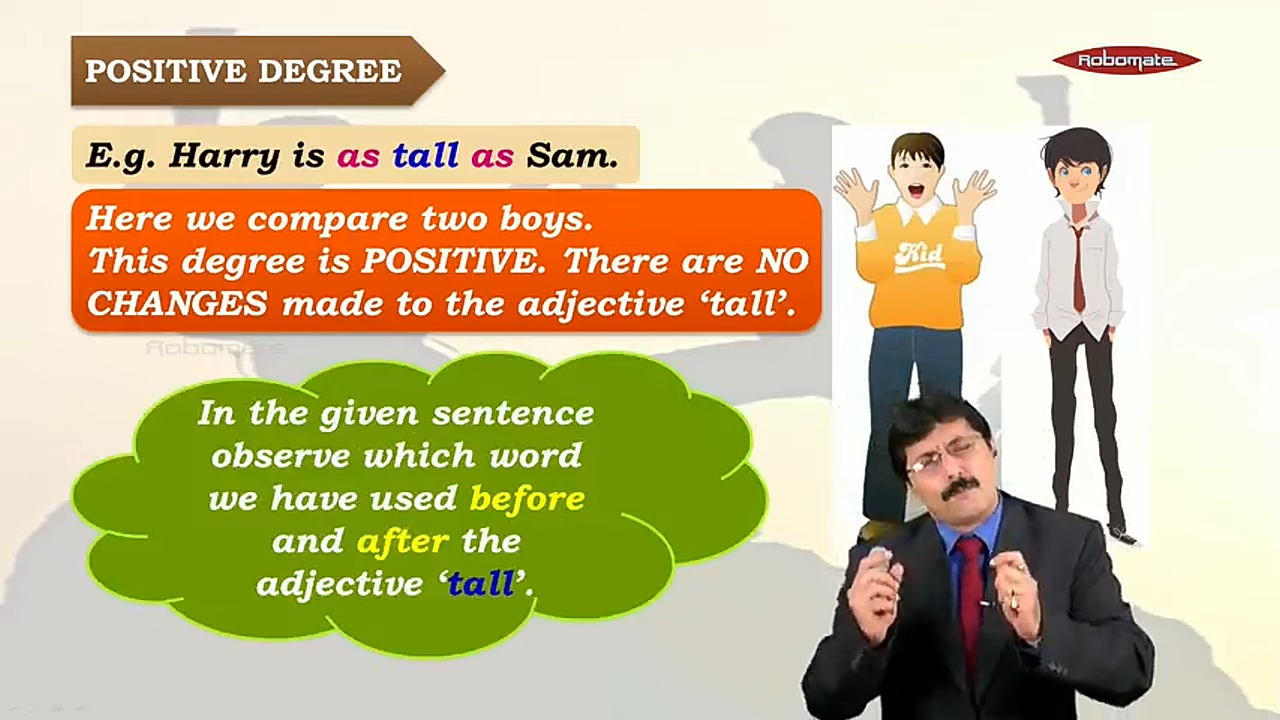 POSITIVE DEGREE
Robomate
E.g. Harry is as tall as Sam.
Here we compare two boys.
This degree is POSITIVE. There are NO
CHANGES made to the adjective ‘tall’.
Kid
Robomate
In the given sentence
observe which word
we have used before
and after the
adjective ‘tall’.